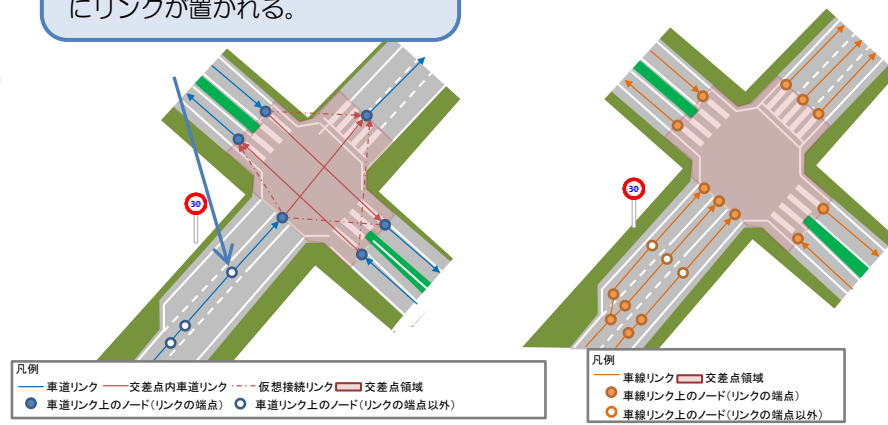 にリンクが置かれる。
30
30
凡例
車道リンク 交差点内車道リンク 仮想接続リンク 交差点領域
車道リンク上のノード(リンクの端点) 車道リンク上のノード(リンクの端点以外)
凡例
車線リンク 交差点領域
車線リンク上のノード(リンクの端点)
車線リンク上のノード(リンクの端点以外)